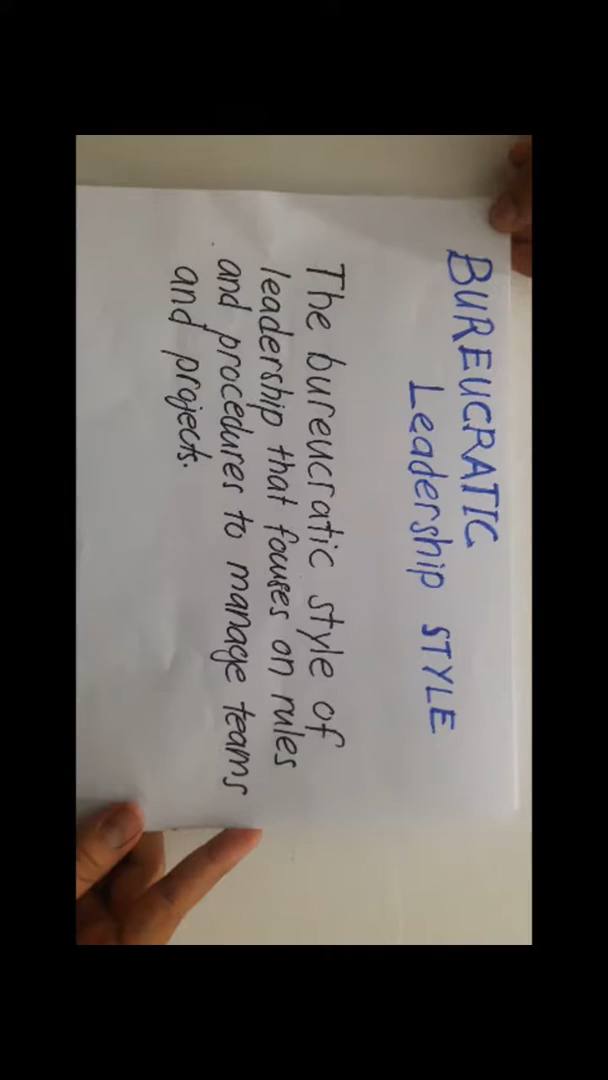 BUREUCRATIC
Leadership STYLE
The bureucratic style of
leadership that focuses on rules
and procedures to manage teams
and projects.